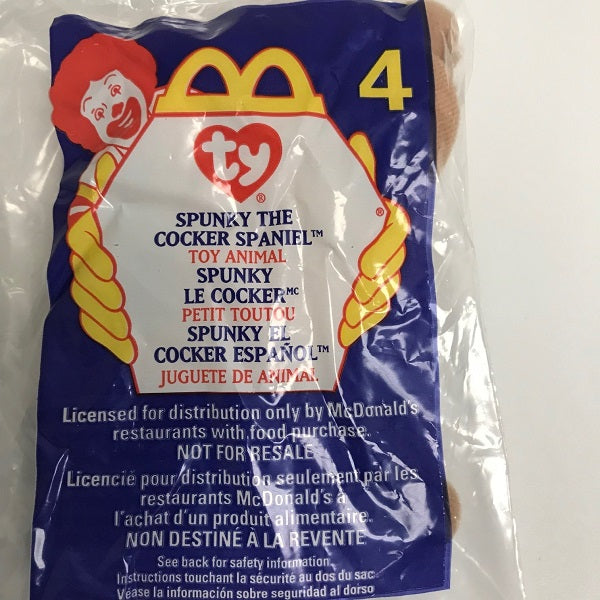 4
ty
®
®
SPUNKY THE
COCKER SPANIEL™
TOY ANIMAL
SPUNKY
LE COCKER MC
PETIT TOUTOU
SPUNKY EL
COCKER ESPAÑOL™
JUGUETE DE ANIMAL
Licensed for distribution only by McDonald's
restaurants with food purchase.
NOT FOR RESALE
Licencié pour distribution seulement par les
restaurants McDonald's à
l'achat d'un produit alimentaire.
NON DESTINÉ À LA REVENTE
See back for safety information.
Instructions touchant la sécurité au dos du sac
Véase la información sobre seguridad al dorso